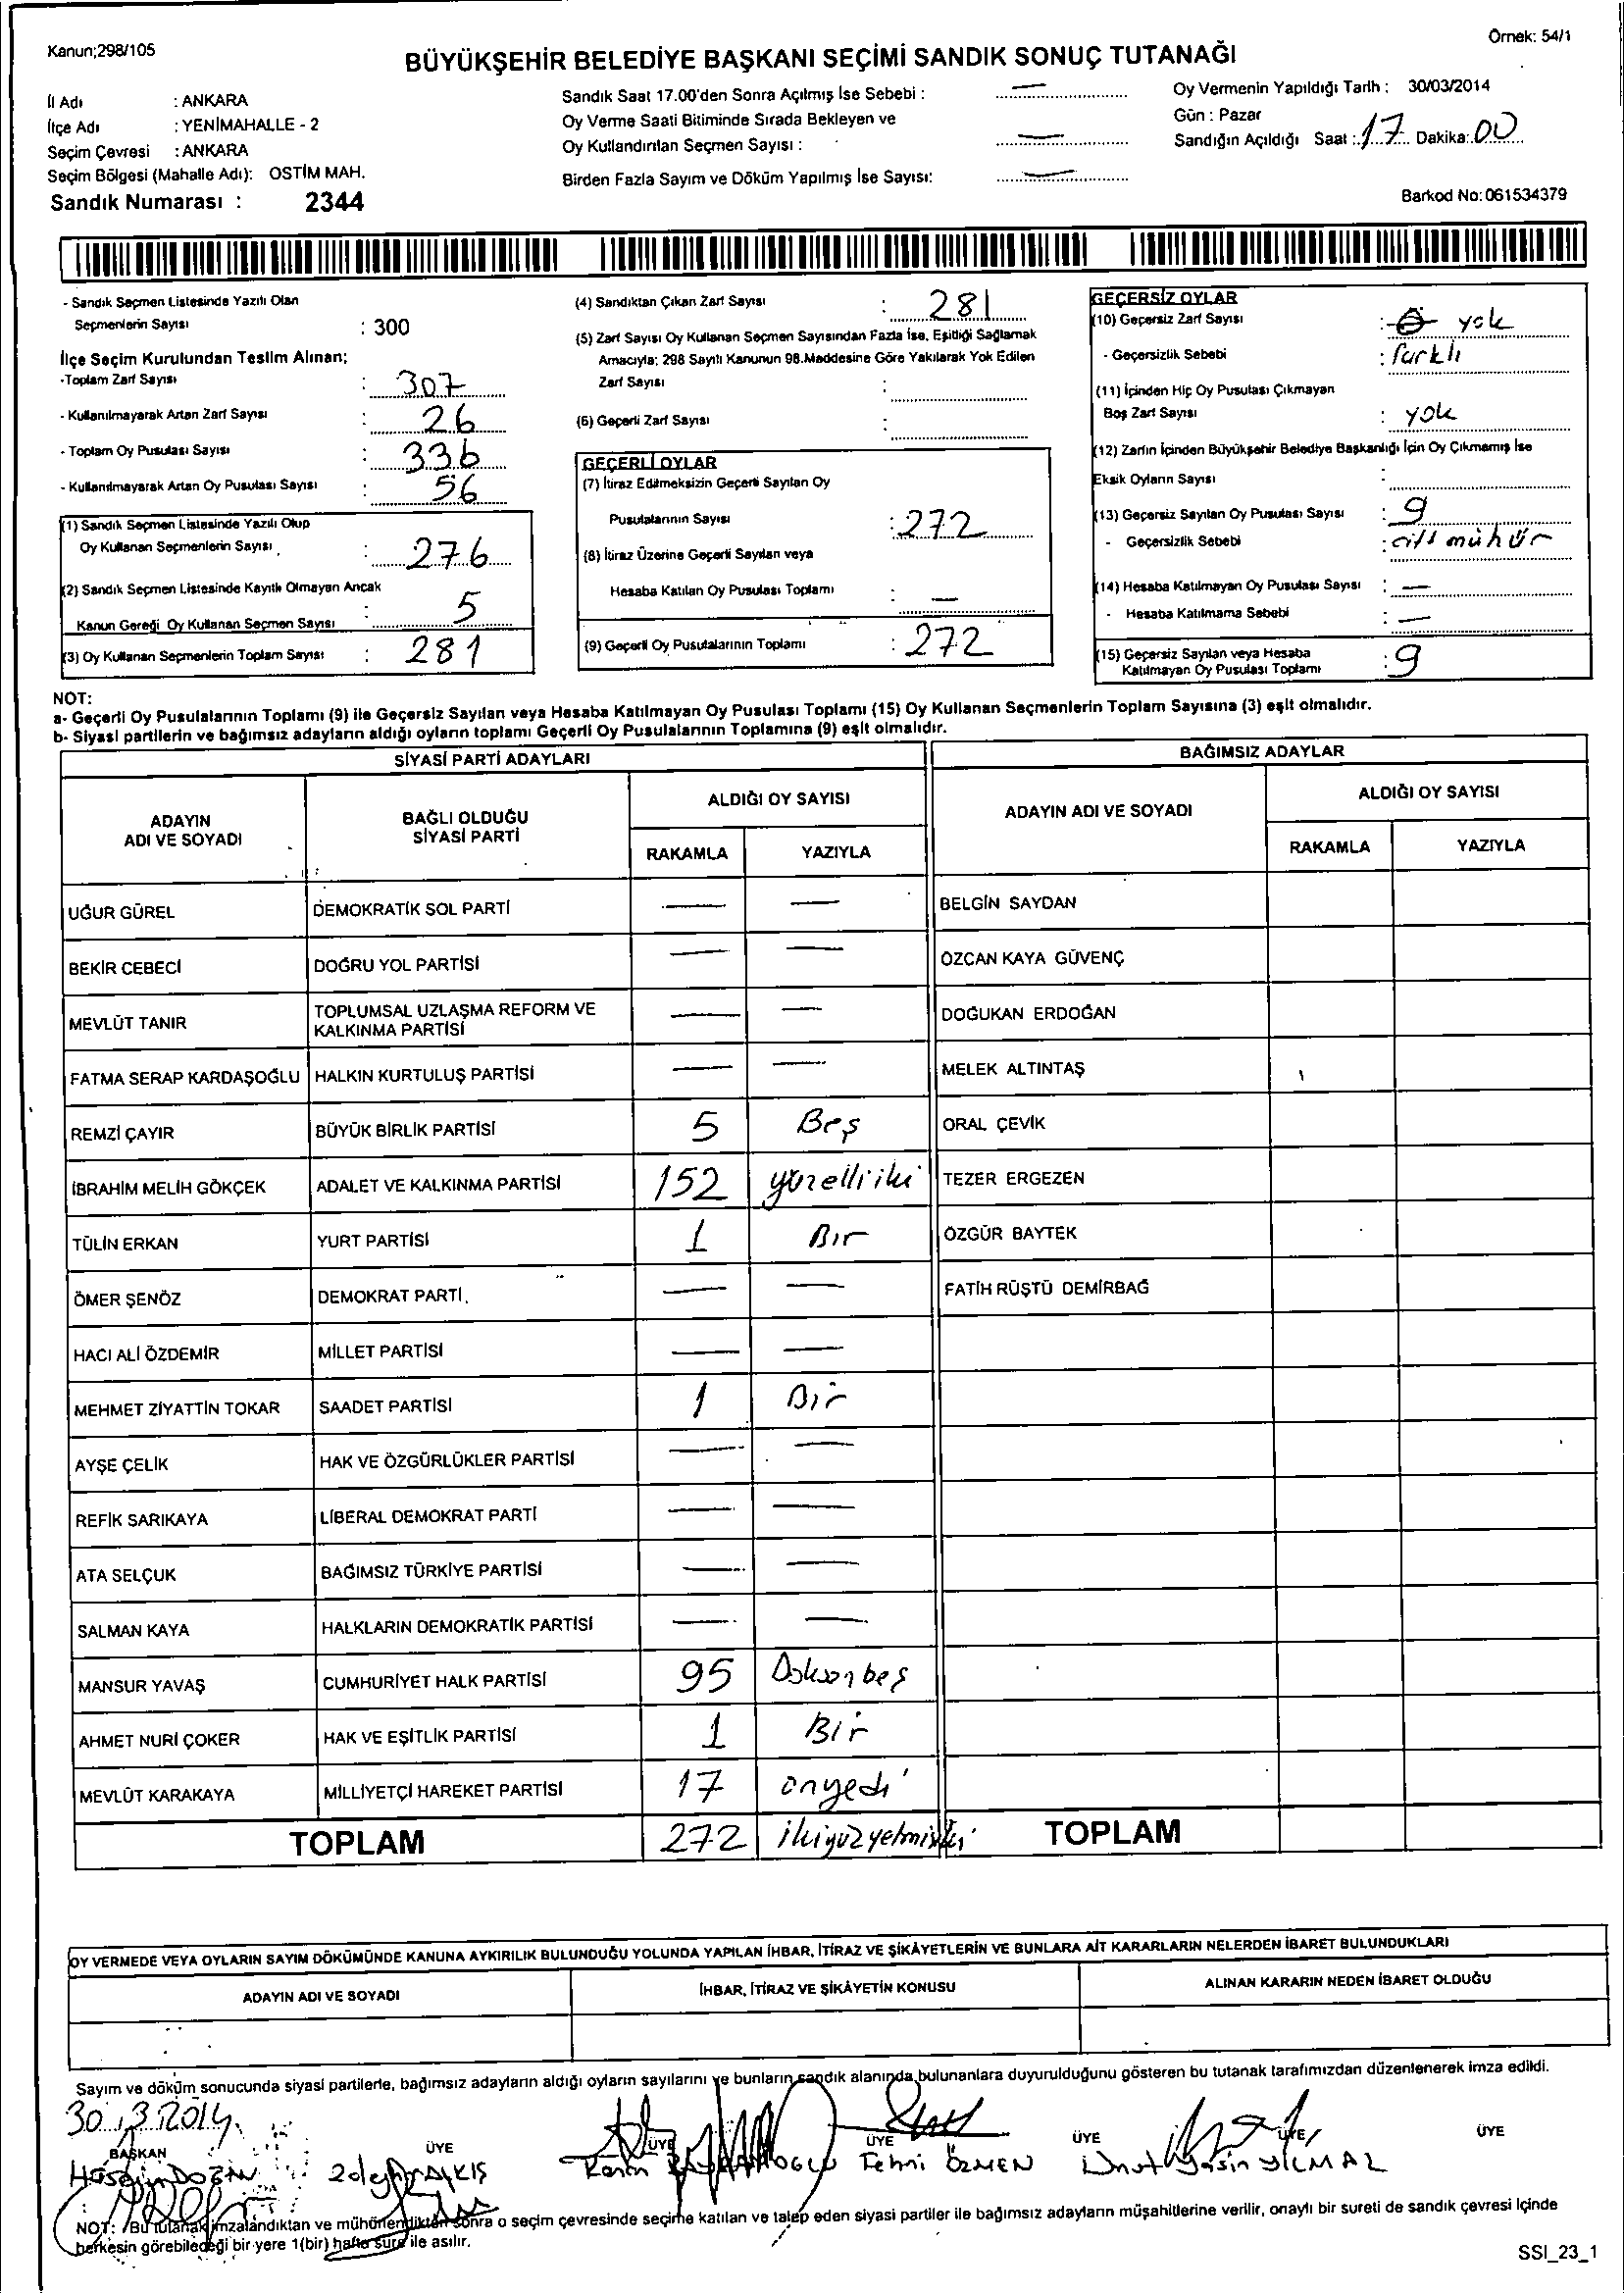 Kanun;298/105
Örnek: 54/1
BÜYÜKŞEHİR BELEDİYE BAŞKANI SEÇİMİ SANDIK SONUÇ TUTANAĞI
İl Adı : ANKARA
İlçe Adı : YENİMAHALLE - 2
Seçim Çevresi : ANKARA
Seçim Bölgesi (Mahalle Adı): OSTİM MAH.
Sandık Numarası : 2344
Sandık Saat 17.00'den Sonra Açılmış İse Sebebi : —
Oy Verme Saati Bitiminde Sırada Bekleyen ve
Oy Kullandırılan Seçmen Sayısı : —
Birden Fazla Sayım ve Döküm Yapılmış İse Sayısı: —
Oy Vermenin Yapıldığı Tarih : 30/03/2014
Gün : Pazar
Sandığın Açıldığı Saat : 17 Dakika: 00
Barkod No: 061534379
- Sandık Seçmen Listesinde Yazılı Olan
Seçmenlerin Sayısı : 300
İlçe Seçim Kurulundan Teslim Alınan;
-Toplam Zarf Sayısı : 307
- Kullanılmayarak Artan Zarf Sayısı : 26
- Toplam Oy Pusulası Sayısı : 336
- Kullanılmayarak Artan Oy Pusulası Sayısı : 56
(1) Sandık Seçmen Listesinde Yazılı Olup
Oy Kullanan Seçmenlerin Sayısı : 276
(2) Sandık Seçmen Listesinde Kayıtlı Olmayan Ancak
Kanun Gereği Oy Kullanan Seçmen Sayısı : 5
(3) Oy Kullanan Seçmenlerin Toplam Sayısı : 281
(4) Sandıktan Çıkan Zarf Sayısı : 281
(5) Zarf Sayısı Oy Kullanan Seçmen Sayısından Fazla İse, Eşitliği Sağlamak
Amacıyla; 298 Sayılı Kanunun 98.Maddesine Göre Yakılarak Yok Edilen
Zarf Sayısı :
(6) Geçerli Zarf Sayısı :
GEÇERLİ OYLAR
(7) İtiraz Edilmeksizin Geçerli Sayılan Oy
Pusulalarının Sayısı : 272
(8) İtiraz Üzerine Geçerli Sayılan veya
Hesaba Katılan Oy Pusulası Toplamı : —
(9) Geçerli Oy Pusulalarının Toplamı : 272
GEÇERSİZ OYLAR
(10) Geçersiz Zarf Sayısı : yok
- Geçersizlik Sebebi : farklı
(11) İçinden Hiç Oy Pusulası Çıkmayan
Boş Zarf Sayısı : yok
(12) Zarfın İçinden Büyükşehir Belediye Başkanlığı İçin Oy Çıkmamış İse
Eksik Oyların Sayısı :
(13) Geçersiz Sayılan Oy Pusulası Sayısı : 9
- Geçersizlik Sebebi : çift mühür
(14) Hesaba Katılmayan Oy Pusulası Sayısı : —
- Hesaba Katılmama Sebebi : —
(15) Geçersiz Sayılan veya Hesaba
Katılmayan Oy Pusulası Toplamı : 9
NOT:
a- Geçerli Oy Pusulalarının Toplamı (9) ile Geçersiz Sayılan veya Hesaba Katılmayan Oy Pusulası Toplamı (15) Oy Kullanan Seçmenlerin Toplam Sayısına (3) eşit olmalıdır.
b- Siyasi partilerin ve bağımsız adayların aldığı oyların toplamı Geçerli Oy Pusulalarının Toplamına (9) eşit olmalıdır.
SİYASİ PARTİ ADAYLARI
ADAYIN
ADI VE SOYADI
BAĞLI OLDUĞU
SİYASİ PARTİ
ALDIĞI OY SAYISI
RAKAMLA YAZIYLA
UĞUR GÜREL DEMOKRATİK SOL PARTİ — —
BEKİR CEBECİ DOĞRU YOL PARTİSİ — —
MEVLÜT TANIR TOPLUMSAL UZLAŞMA REFORM VE
KALKINMA PARTİSİ — —
FATMA SERAP KARDAŞOĞLU HALKIN KURTULUŞ PARTİSİ — —
REMZİ ÇAYIR BÜYÜK BİRLİK PARTİSİ 5 Beş
İBRAHİM MELİH GÖKÇEK ADALET VE KALKINMA PARTİSİ 152 yüzelliiki
TÜLİN ERKAN YURT PARTİSİ 1 Bir
ÖMER ŞENÖZ DEMOKRAT PARTİ — —
HACI ALİ ÖZDEMİR MİLLET PARTİSİ — —
MEHMET ZİYATTİN TOKAR SAADET PARTİSİ 1 Bir
AYŞE ÇELİK HAK VE ÖZGÜRLÜKLER PARTİSİ — —
REFİK SARIKAYA LİBERAL DEMOKRAT PARTİ — —
ATA SELÇUK BAĞIMSIZ TÜRKİYE PARTİSİ — —
SALMAN KAYA HALKLARIN DEMOKRATİK PARTİSİ — —
MANSUR YAVAŞ CUMHURİYET HALK PARTİSİ 95 Doksanbeş
AHMET NURİ ÇOKER HAK VE EŞİTLİK PARTİSİ 1 Bir
MEVLÜT KARAKAYA MİLLİYETÇİ HAREKET PARTİSİ 17 onyedi
TOPLAM 272 ikiyüzyetmişiki
BAĞIMSIZ ADAYLAR
ADAYIN ADI VE SOYADI
ALDIĞI OY SAYISI
RAKAMLA YAZIYLA
BELGİN SAYDAN
ÖZCAN KAYA GÜVENÇ
DOĞUKAN ERDOĞAN
MELEK ALTINTAŞ
ORAL ÇEVİK
TEZER ERGEZEN
ÖZGÜR BAYTEK
FATİH RÜŞTÜ DEMİRBAĞ
TOPLAM
OY VERMEDE VEYA OYLARIN SAYIM DÖKÜMÜNDE KANUNA AYKIRILIK BULUNDUĞU YOLUNDA YAPILAN İHBAR, İTİRAZ VE ŞİKÂYETLERİN VE BUNLARA AİT KARARLARIN NELERDEN İBARET BULUNDUKLARI
ADAYIN ADI VE SOYADI
İHBAR, İTİRAZ VE ŞİKÂYETİN KONUSU
ALINAN KARARIN NEDEN İBARET OLDUĞU
Sayım ve döküm sonucunda siyasi partilerle, bağımsız adayların aldığı oyların sayılarını ve bunların sandık alanında bulunanlara duyurulduğunu gösteren bu tutanak tarafımızdan düzenlenerek imza edildi.
30.3.2014
BAŞKAN ÜYE ÜYE ÜYE ÜYE ÜYE ÜYE
Hüseyin DOĞAN
Fehmi ÖZMEN
Umut Yasin YILMAZ
NOT: Bu tutanak imzalandıktan ve mühürlendikten sonra o seçim çevresinde seçime katılan ve talep eden siyasi partiler ile bağımsız adayların müşahitlerine verilir, onaylı bir sureti de sandık çevresi içinde
herkesin görebileceği bir yere 1(bir) hafta süre ile asılır.
SSI_23_1